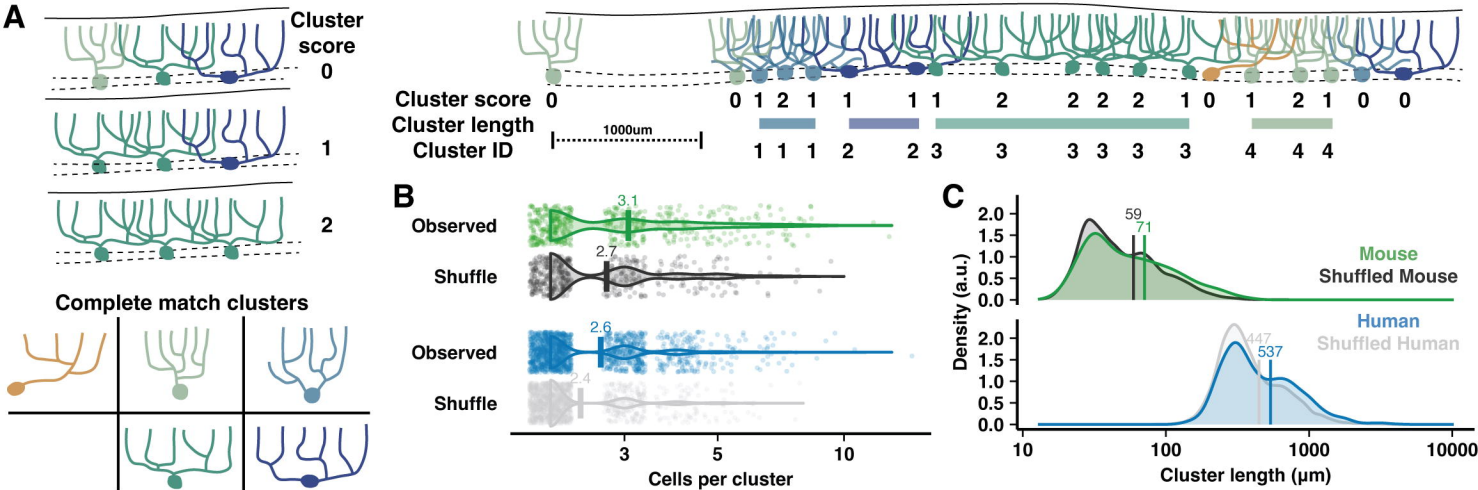 A
Cluster
score
0
1
2
Complete match clusters
Cluster score 0 0 1 2 1 1 1 1 2 2 2 2 1 0 1 2 1 0 0
Cluster length 1000um
Cluster ID 1 1 1 2 2 3 3 3 3 3 3 4 4 4
B
Observed 3.1
Shuffle 2.7
Observed 2.6
Shuffle 2.4
3 5 10
Cells per cluster
C
Density (a.u.)
2.0
1.5
1.0
0.5
0.0
59
71
Mouse
Shuffled Mouse
2.0
1.5
1.0
0.5
0.0
447
537
Human
Shuffled Human
10 100 1000 10000
Cluster length (µm)